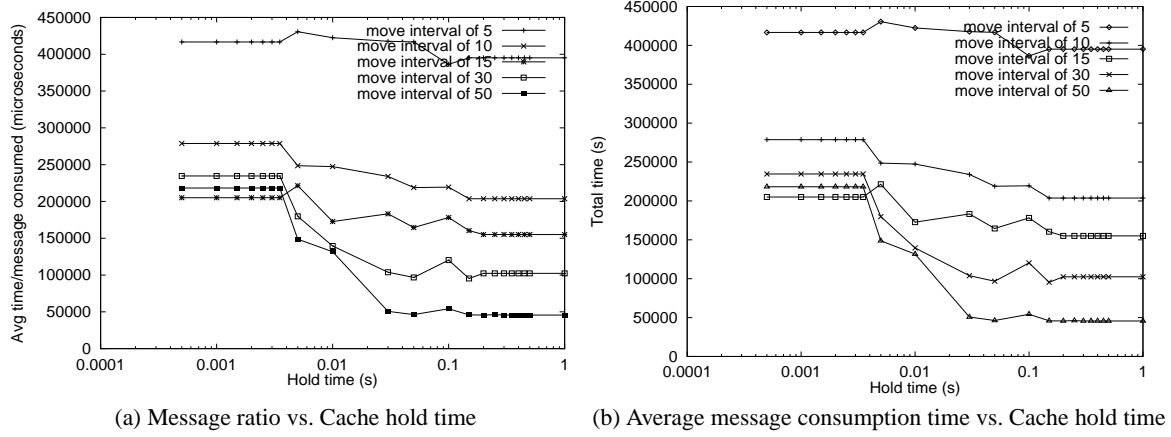 450000
400000
350000
300000
250000
200000
150000
100000
50000
0
Avg time/message consumed (microseconds)
move interval of 5
move interval of 10
move interval of 15
move interval of 30
move interval of 50
0.0001
0.001
0.01
0.1
1
Hold time (s)
(a) Message ratio vs. Cache hold time
450000
400000
350000
300000
250000
200000
150000
100000
50000
0
Total time (s)
move interval of 5
move interval of 10
move interval of 15
move interval of 30
move interval of 50
0.0001
0.001
0.01
0.1
1
Hold time (s)
(b) Average message consumption time vs. Cache hold time